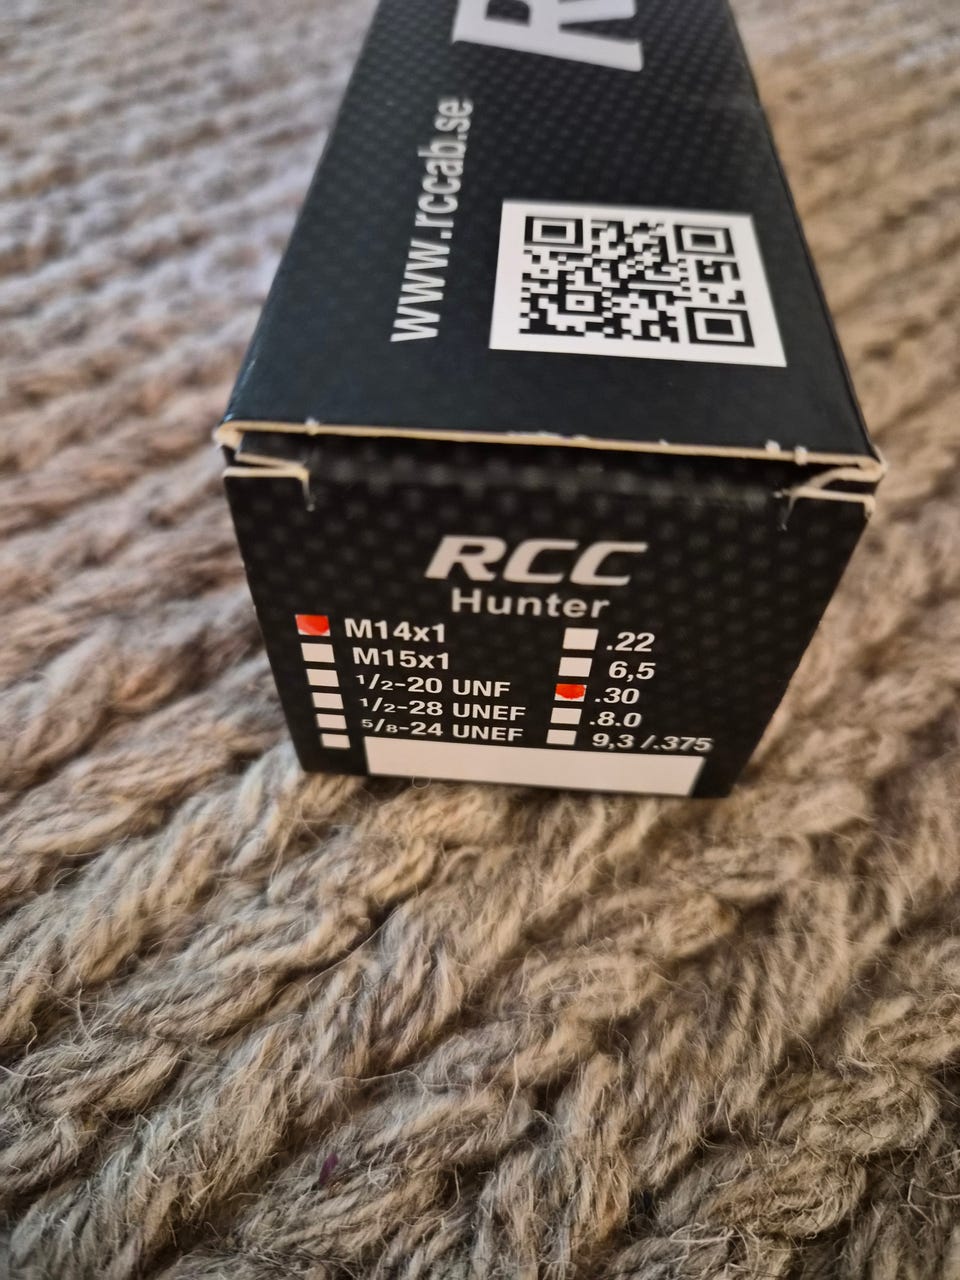 www.rccab.se
RCC
Hunter
M14x1
M15x1
1/2-20 UNF
1/2-28 UNEF
5/8-24 UNEF
.22
6,5
.30
.8.0
9,3 /.375